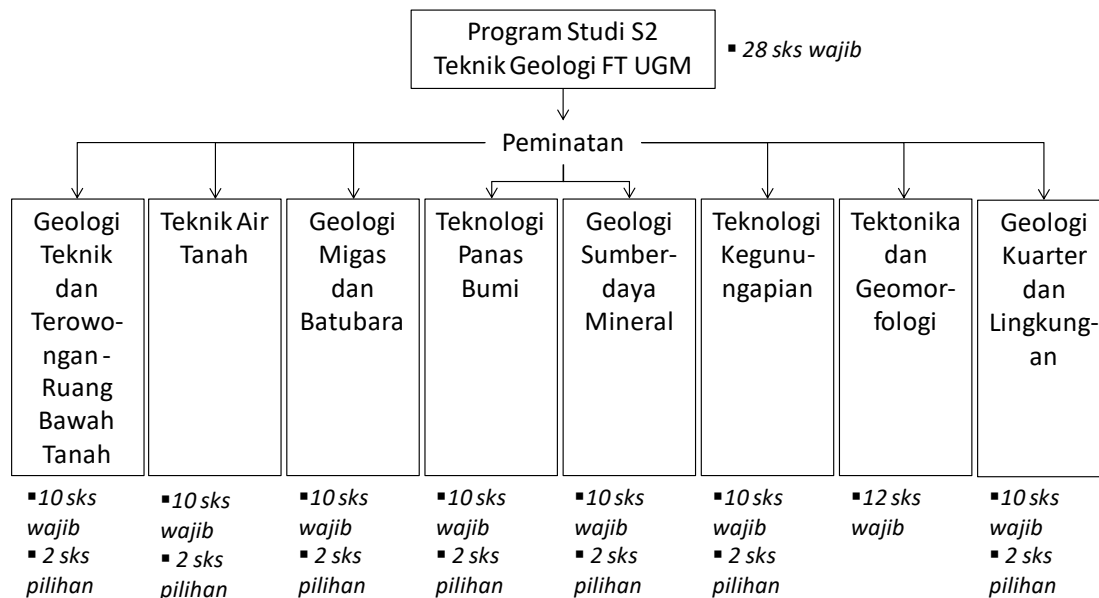 Program Studi S2
Teknik Geologi FT UGM
▪ 28 sks wajib
Peminatan
Geologi
Teknik
dan
Terowo-
ngan -
Ruang
Bawah
Tanah
Teknik Air
Tanah
Geologi
Migas
dan
Batubara
Teknologi
Panas
Bumi
Geologi
Sumber-
daya
Mineral
Teknologi
Kegunu-
ngapian
Tektonika
dan
Geomor-
fologi
Geologi
Kuarter
dan
Lingkung-
an
▪10 sks
wajib
▪ 2 sks
pilihan
▪10 sks
wajib
▪ 2 sks
pilihan
▪10 sks
wajib
▪ 2 sks
pilihan
▪10 sks
wajib
▪ 2 sks
pilihan
▪10 sks
wajib
▪ 2 sks
pilihan
▪10 sks
wajib
▪ 2 sks
pilihan
▪12 sks
wajib
▪10 sks
wajib
▪ 2 sks
pilihan